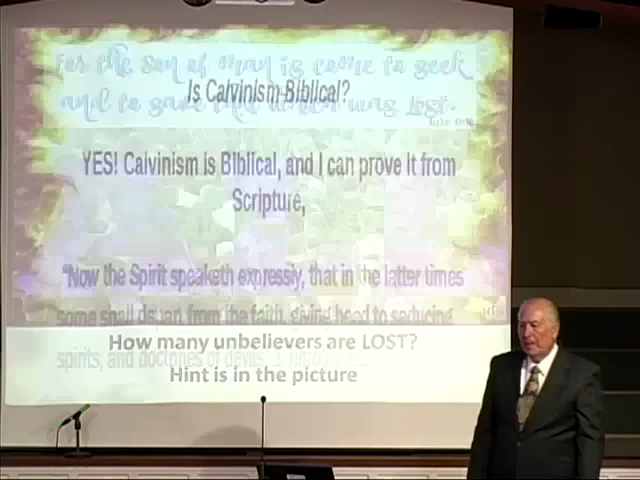 For the Son of man is come to seek
Is Calvinism Biblical?
and to save that which was lost.
YES! Calvinism is Biblical, and I can prove it from
Scripture,
"Now the Spirit speaketh expressly, that in the latter times
some shall depart from the faith, giving heed to seducing
How many unbelievers are LOST?
spirits, and doctrines of devils
Hint is in the picture